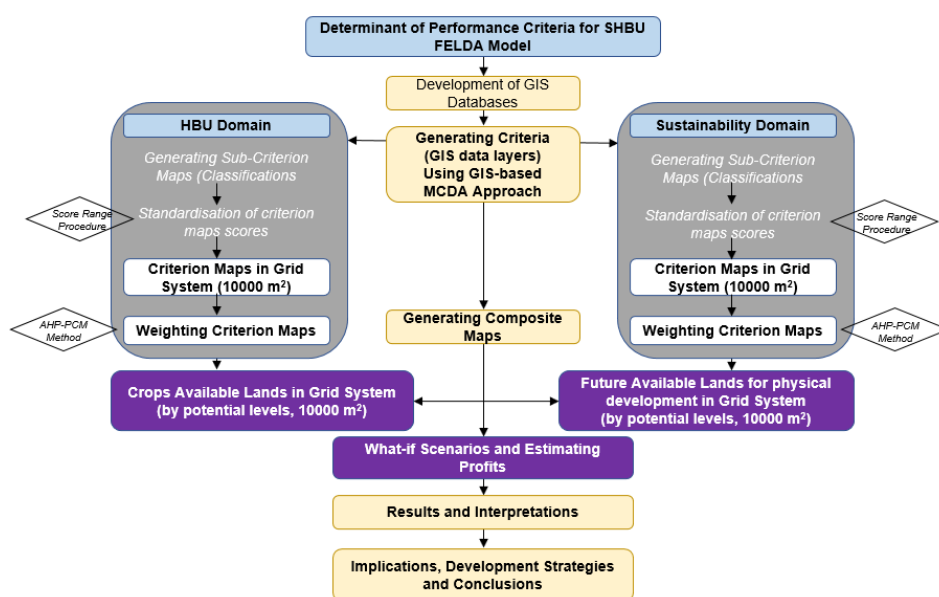 Determinant of Performance Criteria for SHBU
FELDA Model
Development of GIS
Databases
HBU Domain
Generating Sub-Criterion
Maps (Classifications
Standardisation of criterion
maps scores
Score Range
Procedure
Criterion Maps in Grid
System (10000 m²)
AHP-PCM
Method
Weighting Criterion Maps
Generating Criteria
(GIS data layers)
Using GIS-based
MCDA Approach
Generating Composite
Maps
Sustainability Domain
Generating Sub-Criterion
Maps (Classifications
Standardisation of criterion
maps scores
Score Range
Procedure
Criterion Maps in Grid
System (10000 m²)
Weighting Criterion Maps
AHP-PCM
Method
Crops Available Lands in Grid System
(by potential levels, 10000 m²)
Future Available Lands for physical
development in Grid System
(by potential levels, 10000 m²)
What-if Scenarios and Estimating
Profits
Results and Interpretations
Implications, Development Strategies
and Conclusions